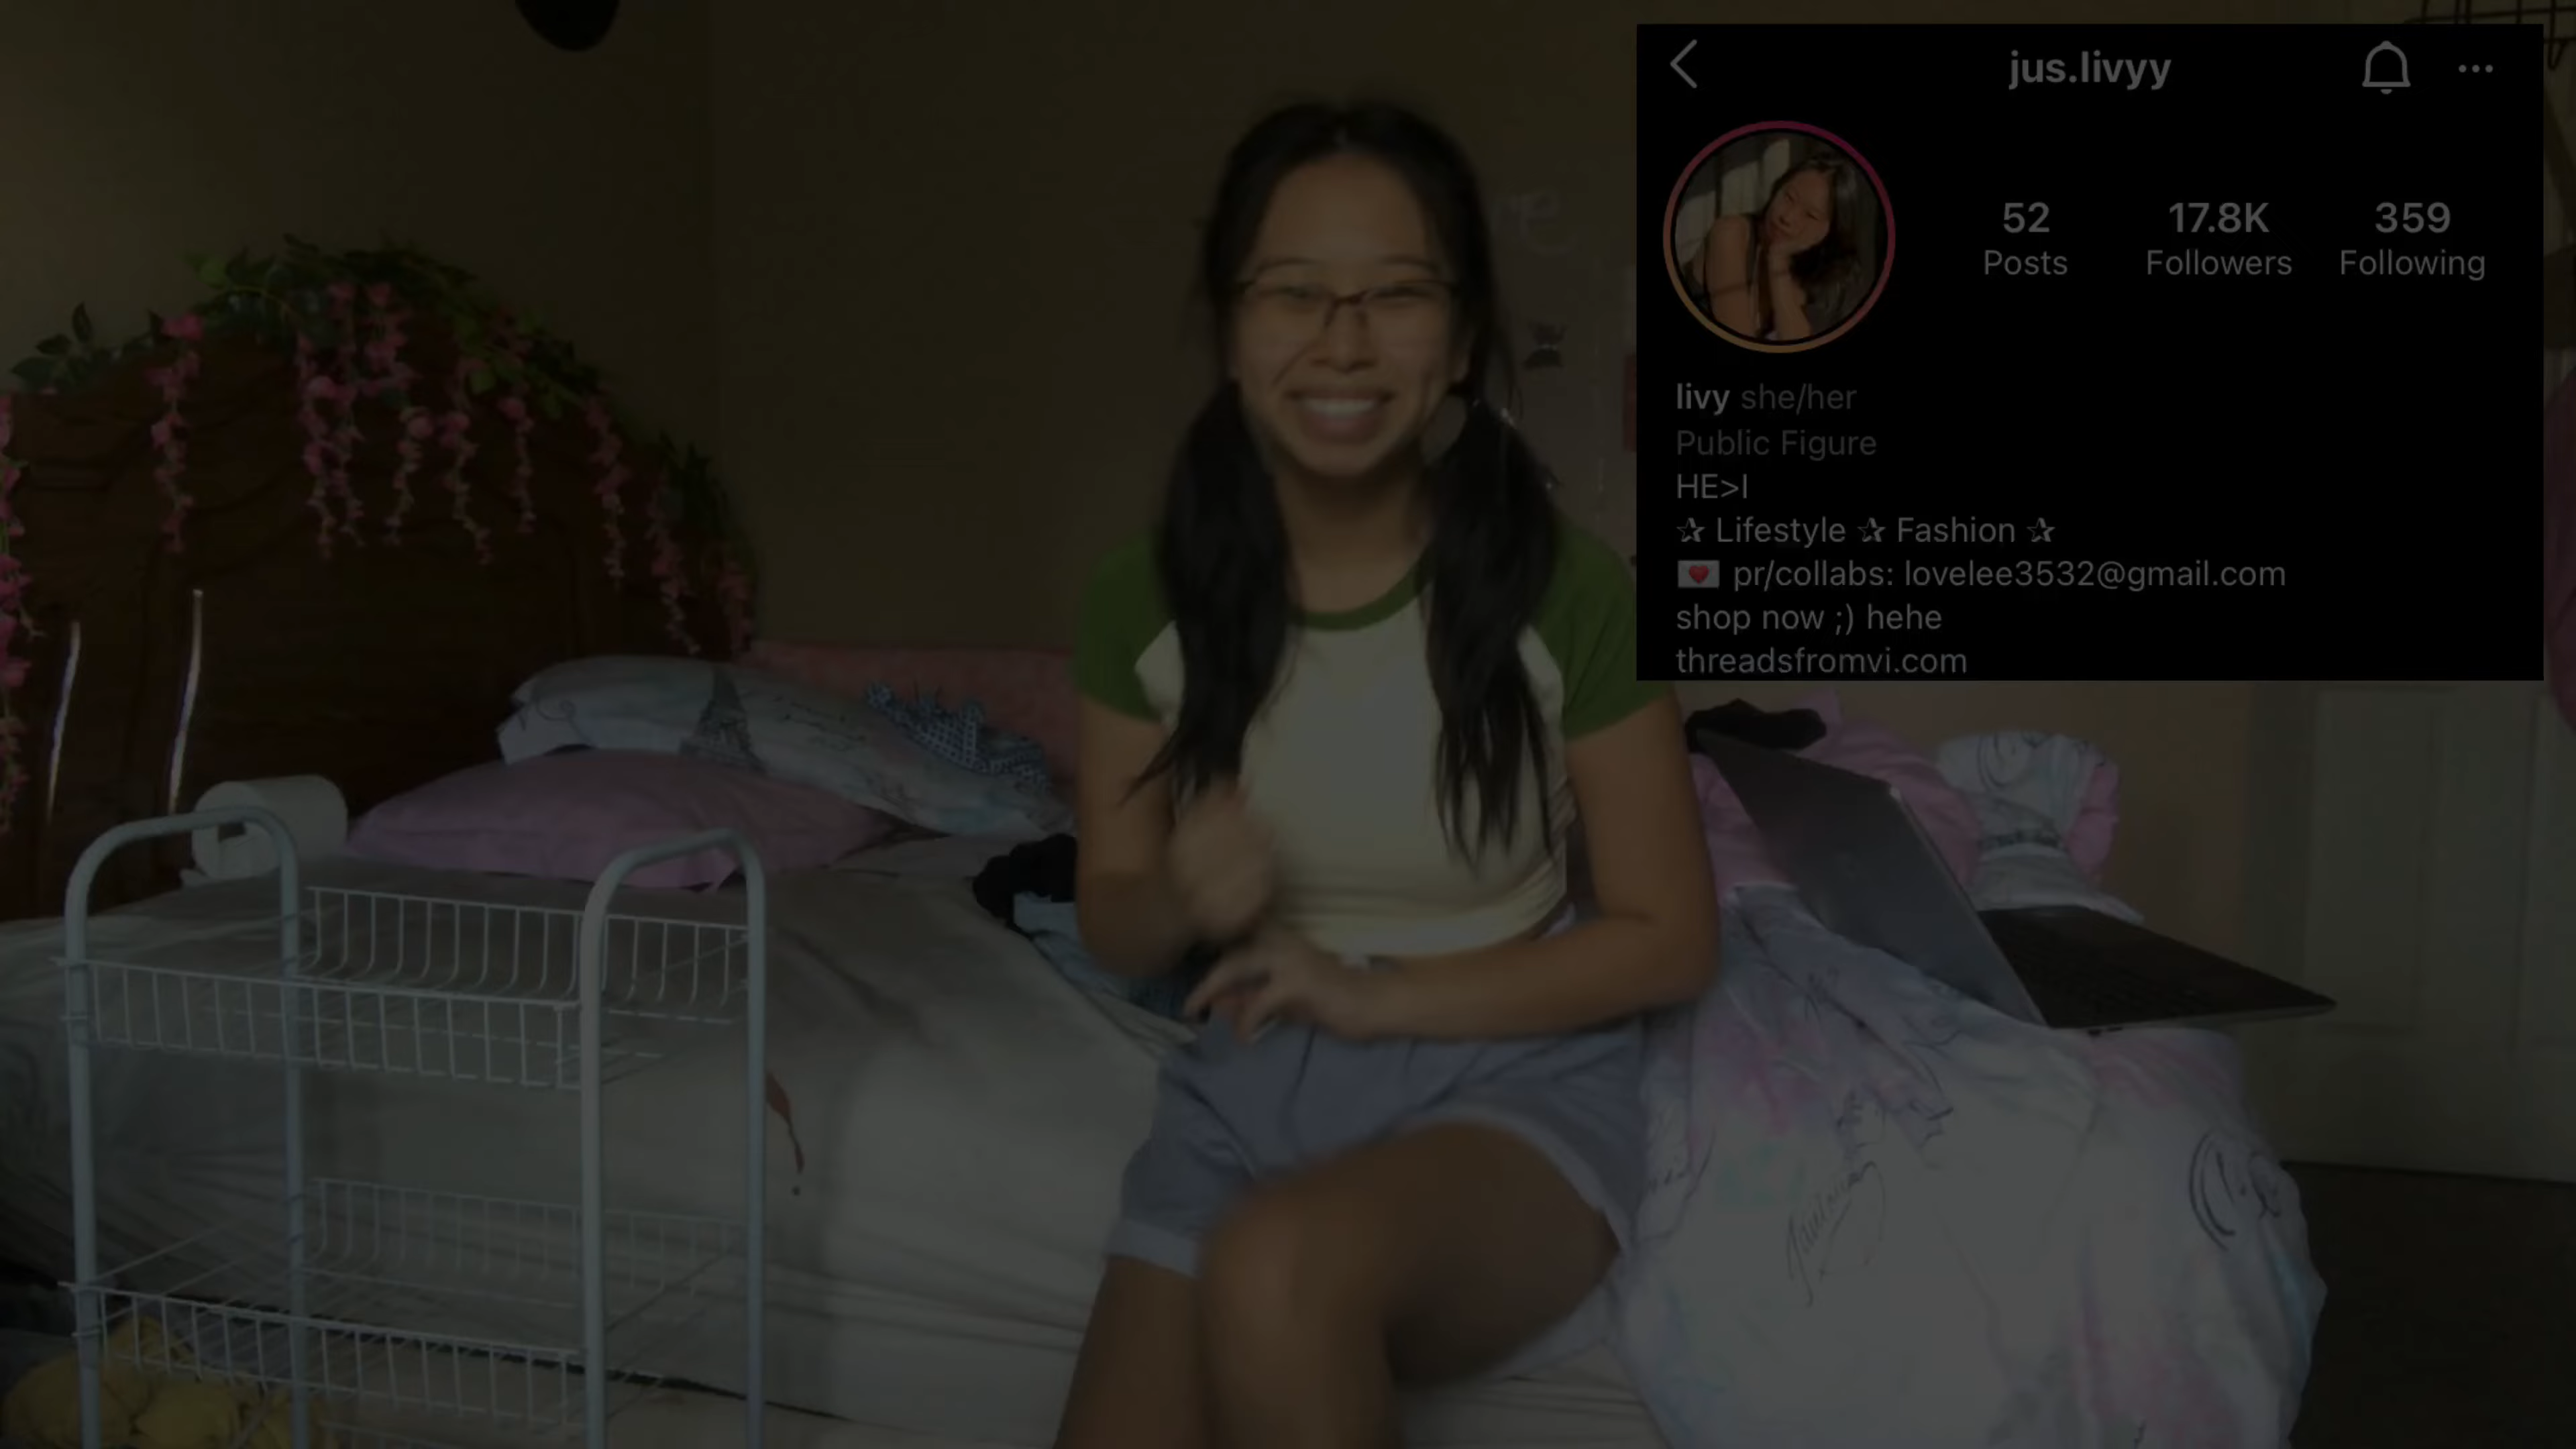 jus.livyy
52
Posts
17.8K
Followers
359
Following
livy she/her
Public Figure
HE>I
☆ Lifestyle ☆ Fashion ☆
💌 pr/collabs: lovelee3532@gmail.com
shop now ;) hehe
threadsfromvi.com